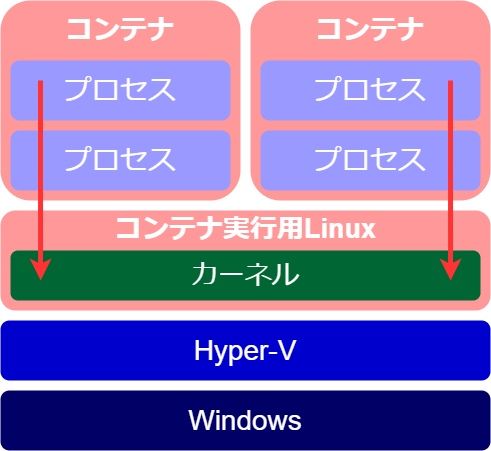 コンテナ
コンテナ
プロセス
プロセス
プロセス
プロセス
コンテナ実行用Linux
カーネル
Hyper-V
Windows